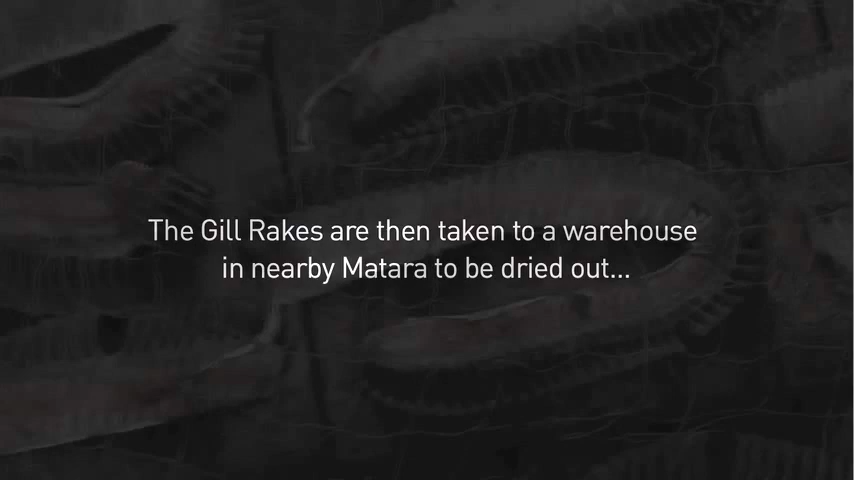 The Gill Rakes are then taken to a warehouse
in nearby Matara to be dried out...